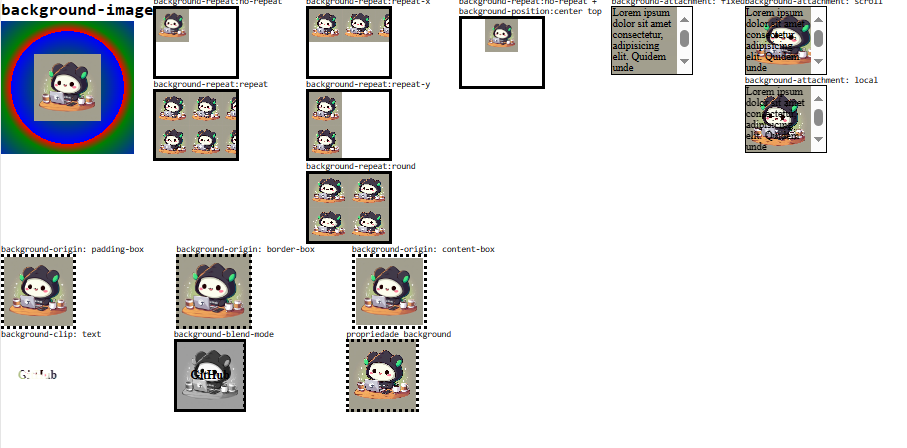 background-image
background-repeat:no-repeat
background-repeat:repeat
background-repeat:repeat-x
background-repeat:repeat-y
background-repeat:round
background-repeat:no-repeat +
background-position:center top
background-attachment: fixed
Lorem ipsum
dolor sit amet
consectetur,
adipisicing
elit. Quidem
unde
background-attachment: scroll
Lorem ipsum
dolor sit amet
consectetur,
adipisicing
elit. Quidem
unde
background-attachment: local
Lorem ipsum
dolor sit amet
consectetur,
adipisicing
elit. Quidem
unde
background-origin: padding-box
background-origin: border-box
background-origin: content-box
background-clip: text
GitHub
background-blend-mode
GitHub
propriedade background